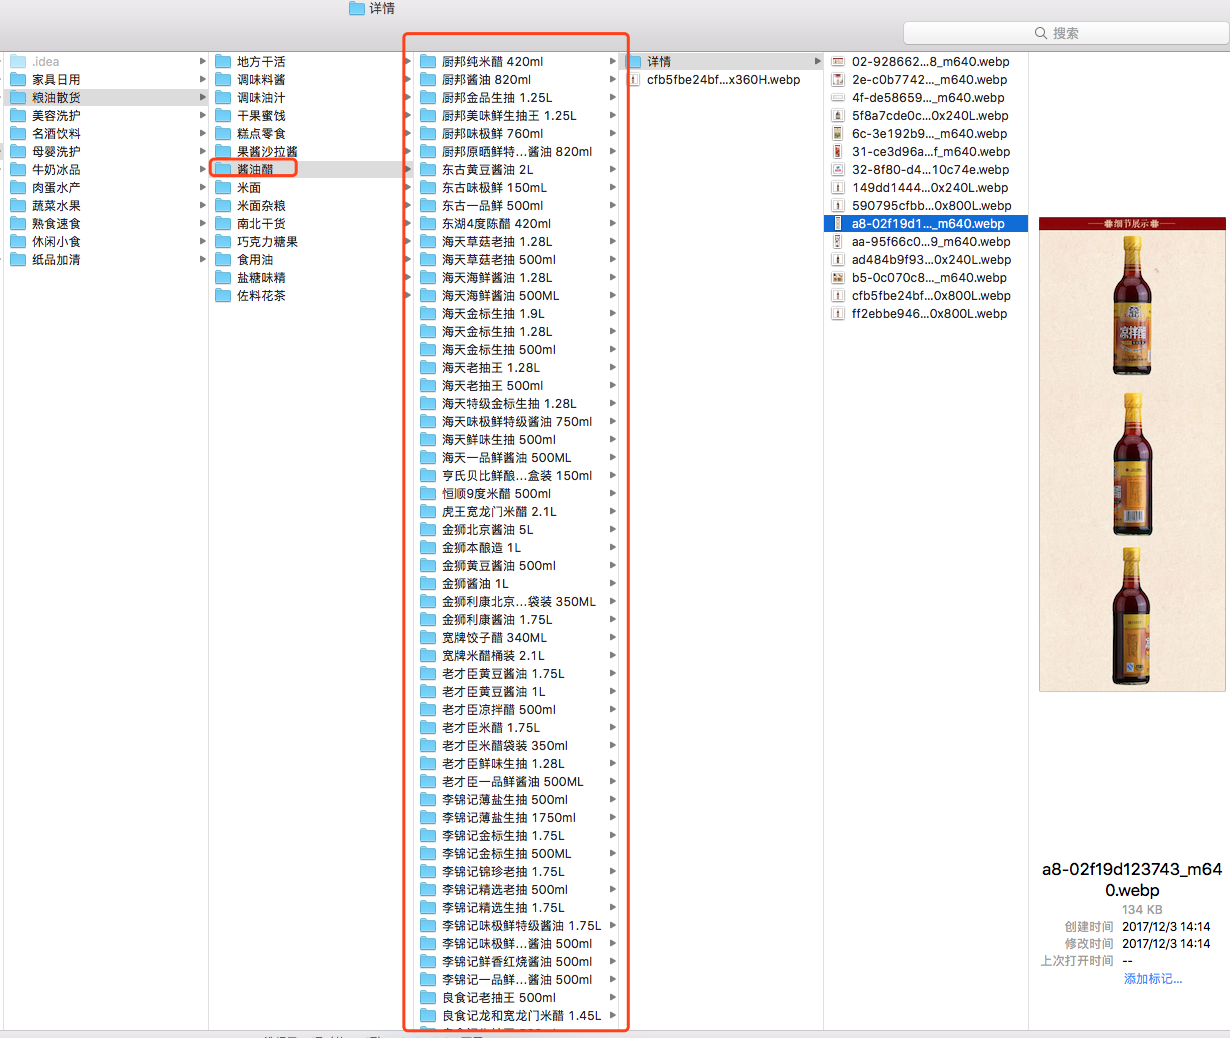 详情
搜索
.idea
家具日用
粮油散货
美容洗护
名酒饮料
母婴洗护
牛奶冰品
肉蛋水产
蔬菜水果
熟食速食
休闲小食
纸品加清
地方干活
调味料酱
调味油汁
干果蜜饯
糕点零食
果酱沙拉酱
酱油醋
米面
米面杂粮
南北干货
巧克力糖果
食用油
盐糖味精
佐料花茶
厨邦纯米醋 420ml
厨邦酱油 820ml
厨邦金品生抽 1.25L
厨邦美味鲜生抽王 1.25L
厨邦味极鲜 760ml
厨邦原晒鲜特...酱油 820ml
东古黄豆酱油 2L
东古味极鲜 150mL
东古一品鲜 500ml
东湖4度陈醋 420ml
海天草菇老抽 1.28L
海天草菇老抽 500ml
海天海鲜酱油 1.28L
海天海鲜酱油 500ML
海天金标生抽 1.9L
海天金标生抽 1.28L
海天金标生抽 500ml
海天老抽王 1.28L
海天老抽王 500ml
海天特级金标生抽 1.28L
海天味极鲜特级酱油 750ml
海天鲜味生抽 500ml
海天一品鲜酱油 500ML
亨氏贝比鲜酿...盒装 150ml
恒顺9度米醋 500ml
虎王宽龙门米醋 2.1L
金狮北京酱油 5L
金狮本酿造 1L
金狮黄豆酱油 500ml
金狮酱油 1L
金狮利康北京...袋装 350ML
金狮利康酱油 1.75L
宽牌饺子醋 340ML
宽牌米醋桶装 2.1L
老才臣黄豆酱油 1.75L
老才臣黄豆酱油 1L
老才臣凉拌醋 500ml
老才臣米醋 1.75L
老才臣米醋袋装 350ml
老才臣鲜味生抽 1.28L
老才臣一品鲜酱油 500ML
李锦记薄盐生抽 500ml
李锦记薄盐生抽 1750ml
李锦记金标生抽 1.75L
李锦记金标生抽 500ML
李锦记锦珍老抽 1.75L
李锦记精选老抽 500ml
李锦记精选生抽 1.75L
李锦记味极鲜特级酱油 1.75L
李锦记味极鲜...酱油 500ml
李锦记鲜香红烧酱油 500ml
李锦记一品鲜...酱油 500ml
良食记老抽王 500ml
良食记龙和宽龙门米醋 1.45L
详情
cfb5fbe24bf...x360H.webp
02-928662...8_m640.webp
2e-c0b7742..._m640.webp
4f-de58659..._m640.webp
5f8a7cde0c...0x240L.webp
6c-3e192b9..._m640.webp
31-ce3d96a...f_m640.webp
32-8f80-d4...10c74e.webp
149dd1444...0x240L.webp
590795cfbb...0x800L.webp
a8-02f19d1..._m640.webp
aa-95f66c0...9_m640.webp
ad484b9f93...0x240L.webp
b5-0c070c8..._m640.webp
cfb5fbe24bf...0x800L.webp
ff2ebbe946...0x800L.webp
细节展示
凉拌醋
a8-02f19d123743_m64
0.webp
134 KB
创建时间 2017/12/3 14:14
修改时间 2017/12/3 14:14
上次打开时间 --
添加标记...